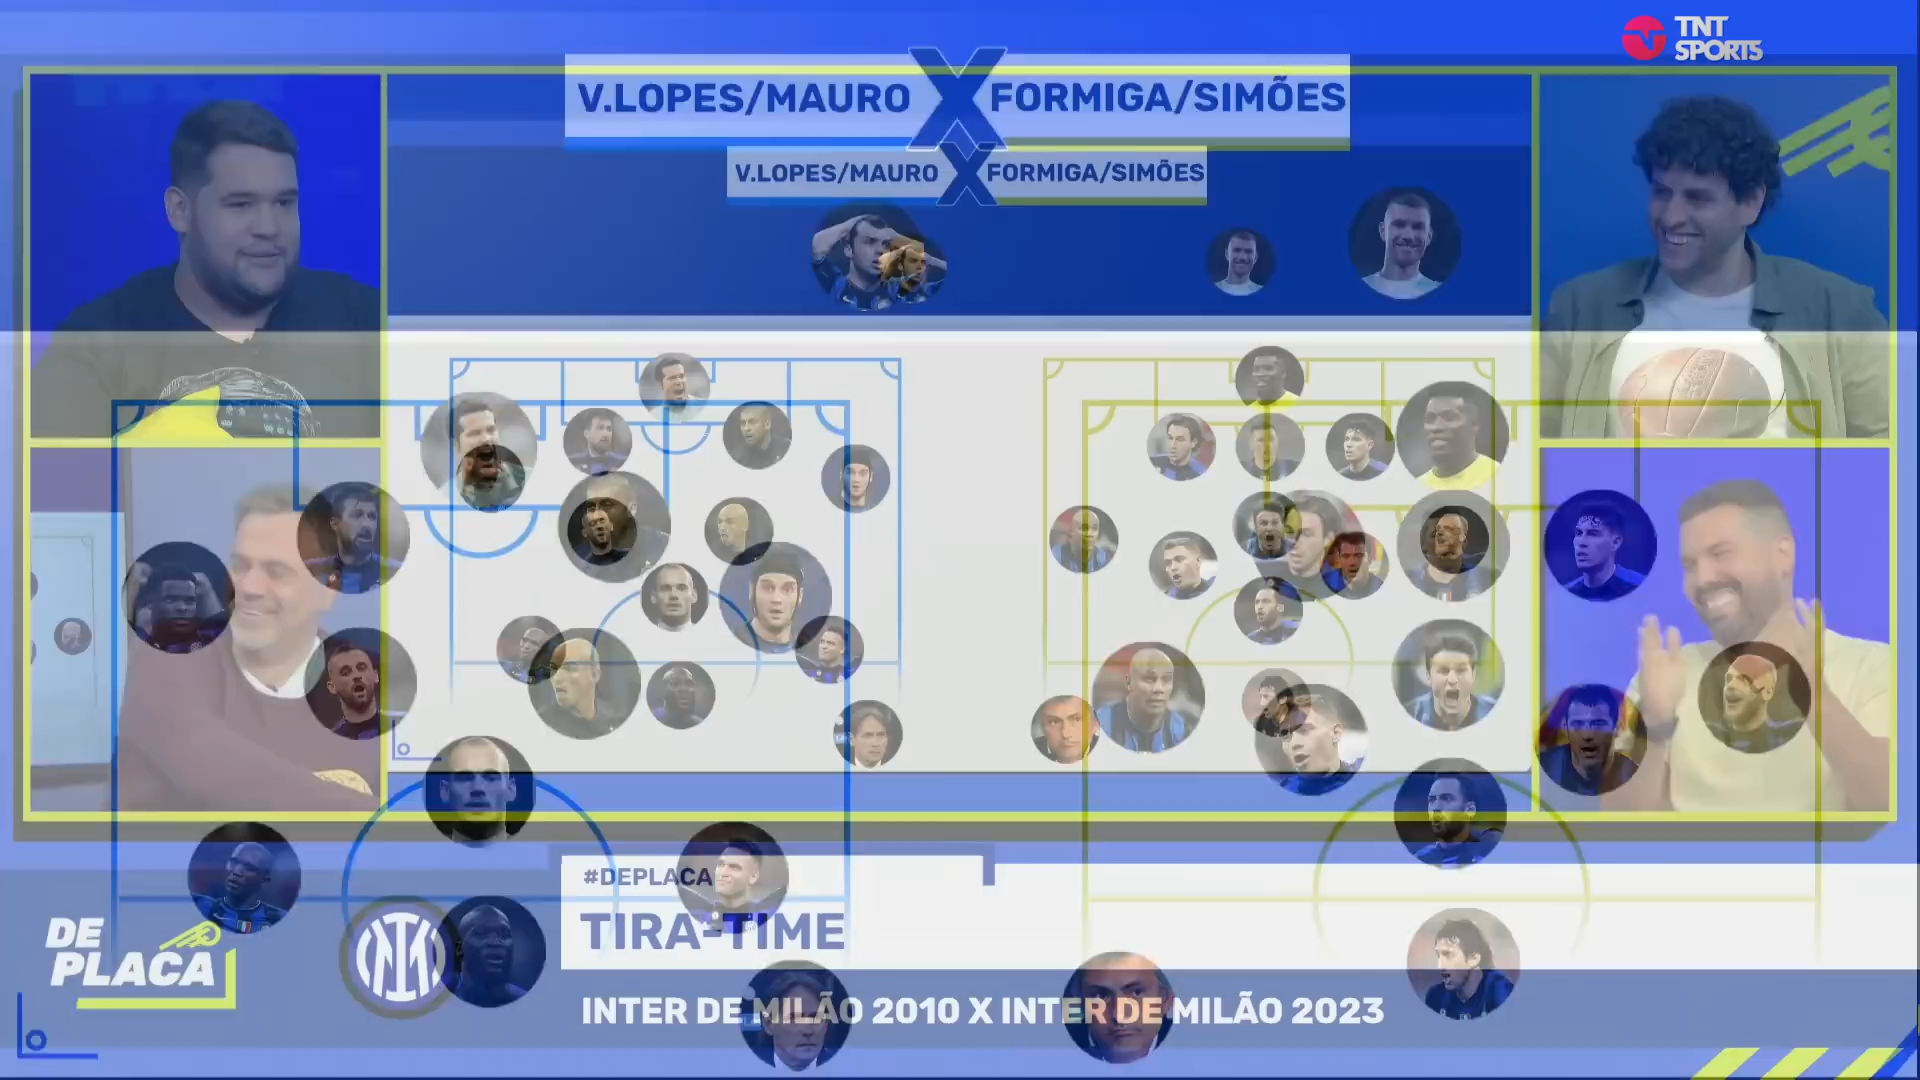 TNT
SPORTS
V.LOPES/MAURO X FORMIGA/SIMÕES
V.LOPES/MAURO X FORMIGA/SIMÕES
#DEPLACA
TIRA-TIME
DE
PLACA
INTER DE MILÃO 2010 X INTER DE MILÃO 2023